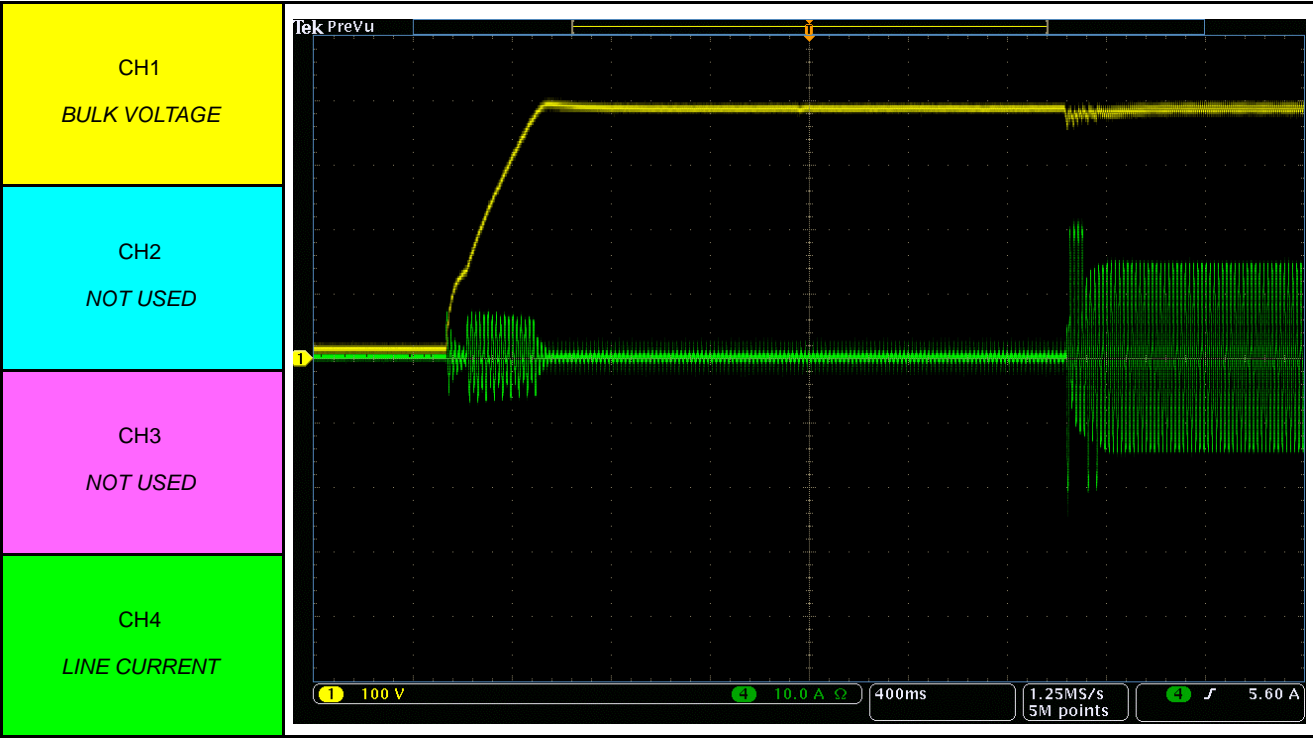 CH1
BULK VOLTAGE
CH2
NOT USED
CH3
NOT USED
CH4
LINE CURRENT
Tek PreVu
T
1
1 100 V
4 10.0 A Ω
400ms
1.25MS/s
5M points
4 5.60 A